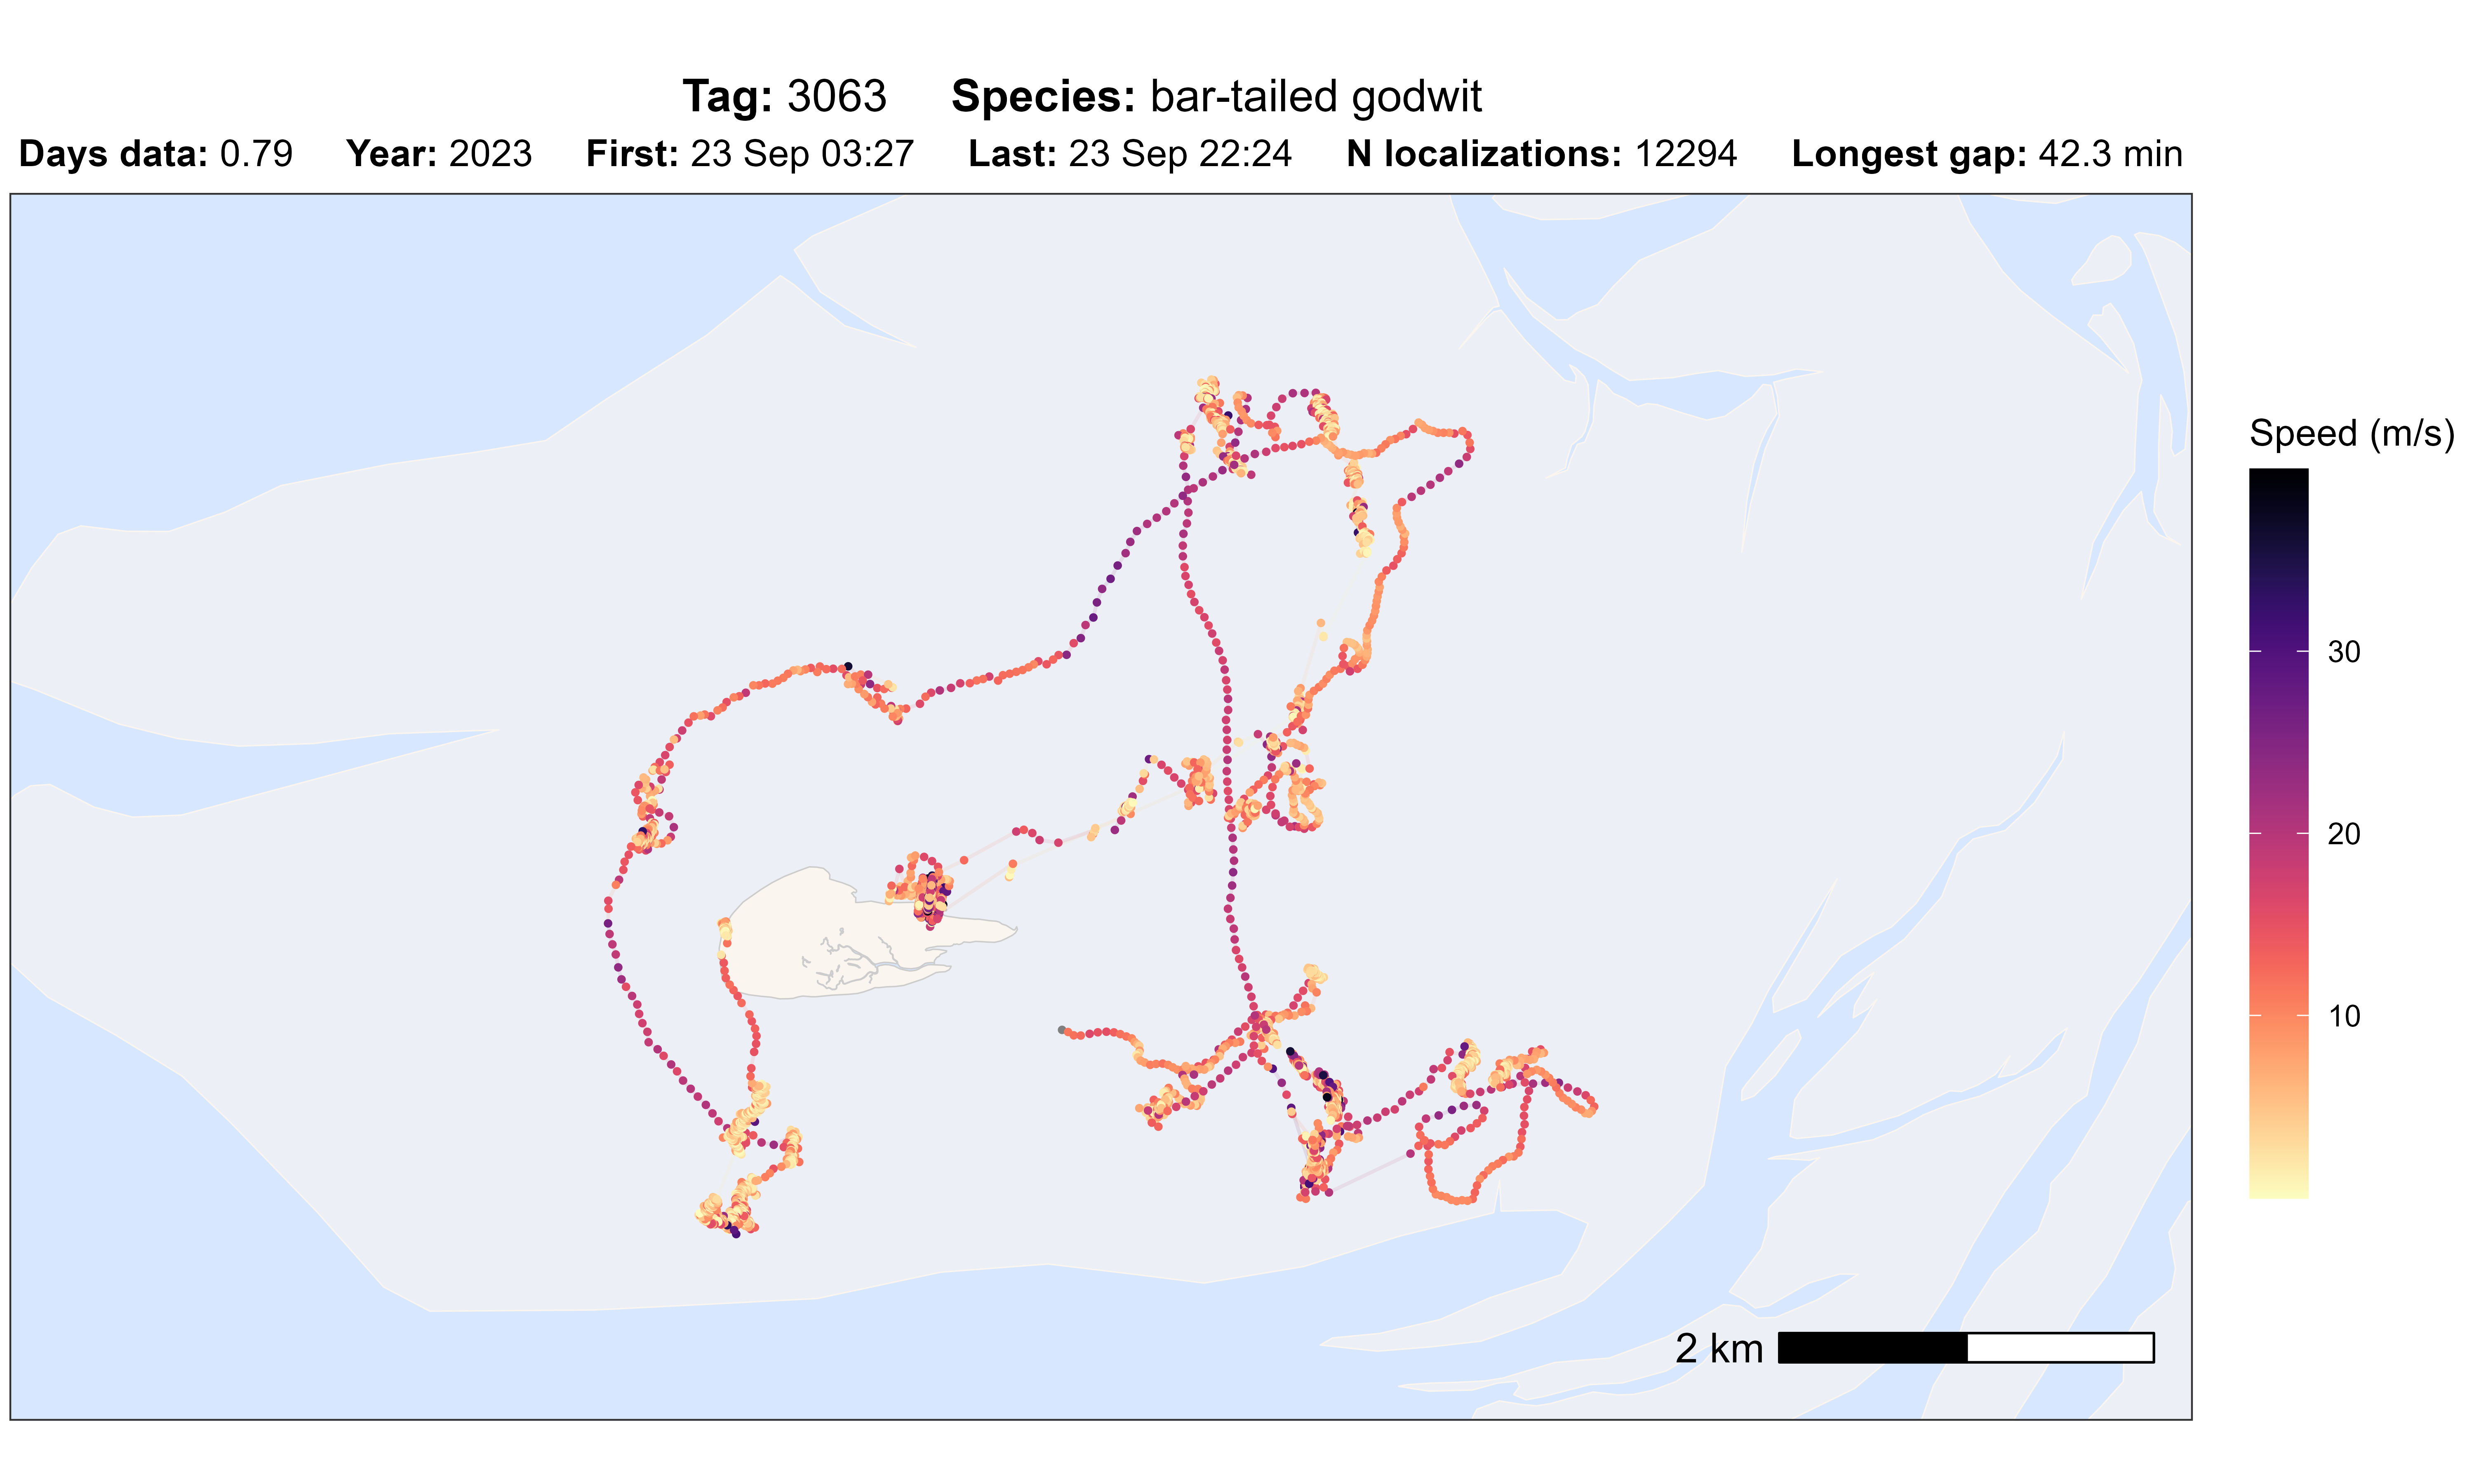 Tag: 3063 Species: bar-tailed godwit
Days data: 0.79 Year: 2023 First: 23 Sep 03:27 Last: 23 Sep 22:24 N localizations: 12294 Longest gap: 42.3 min
Speed (m/s)
30
20
10
2 km